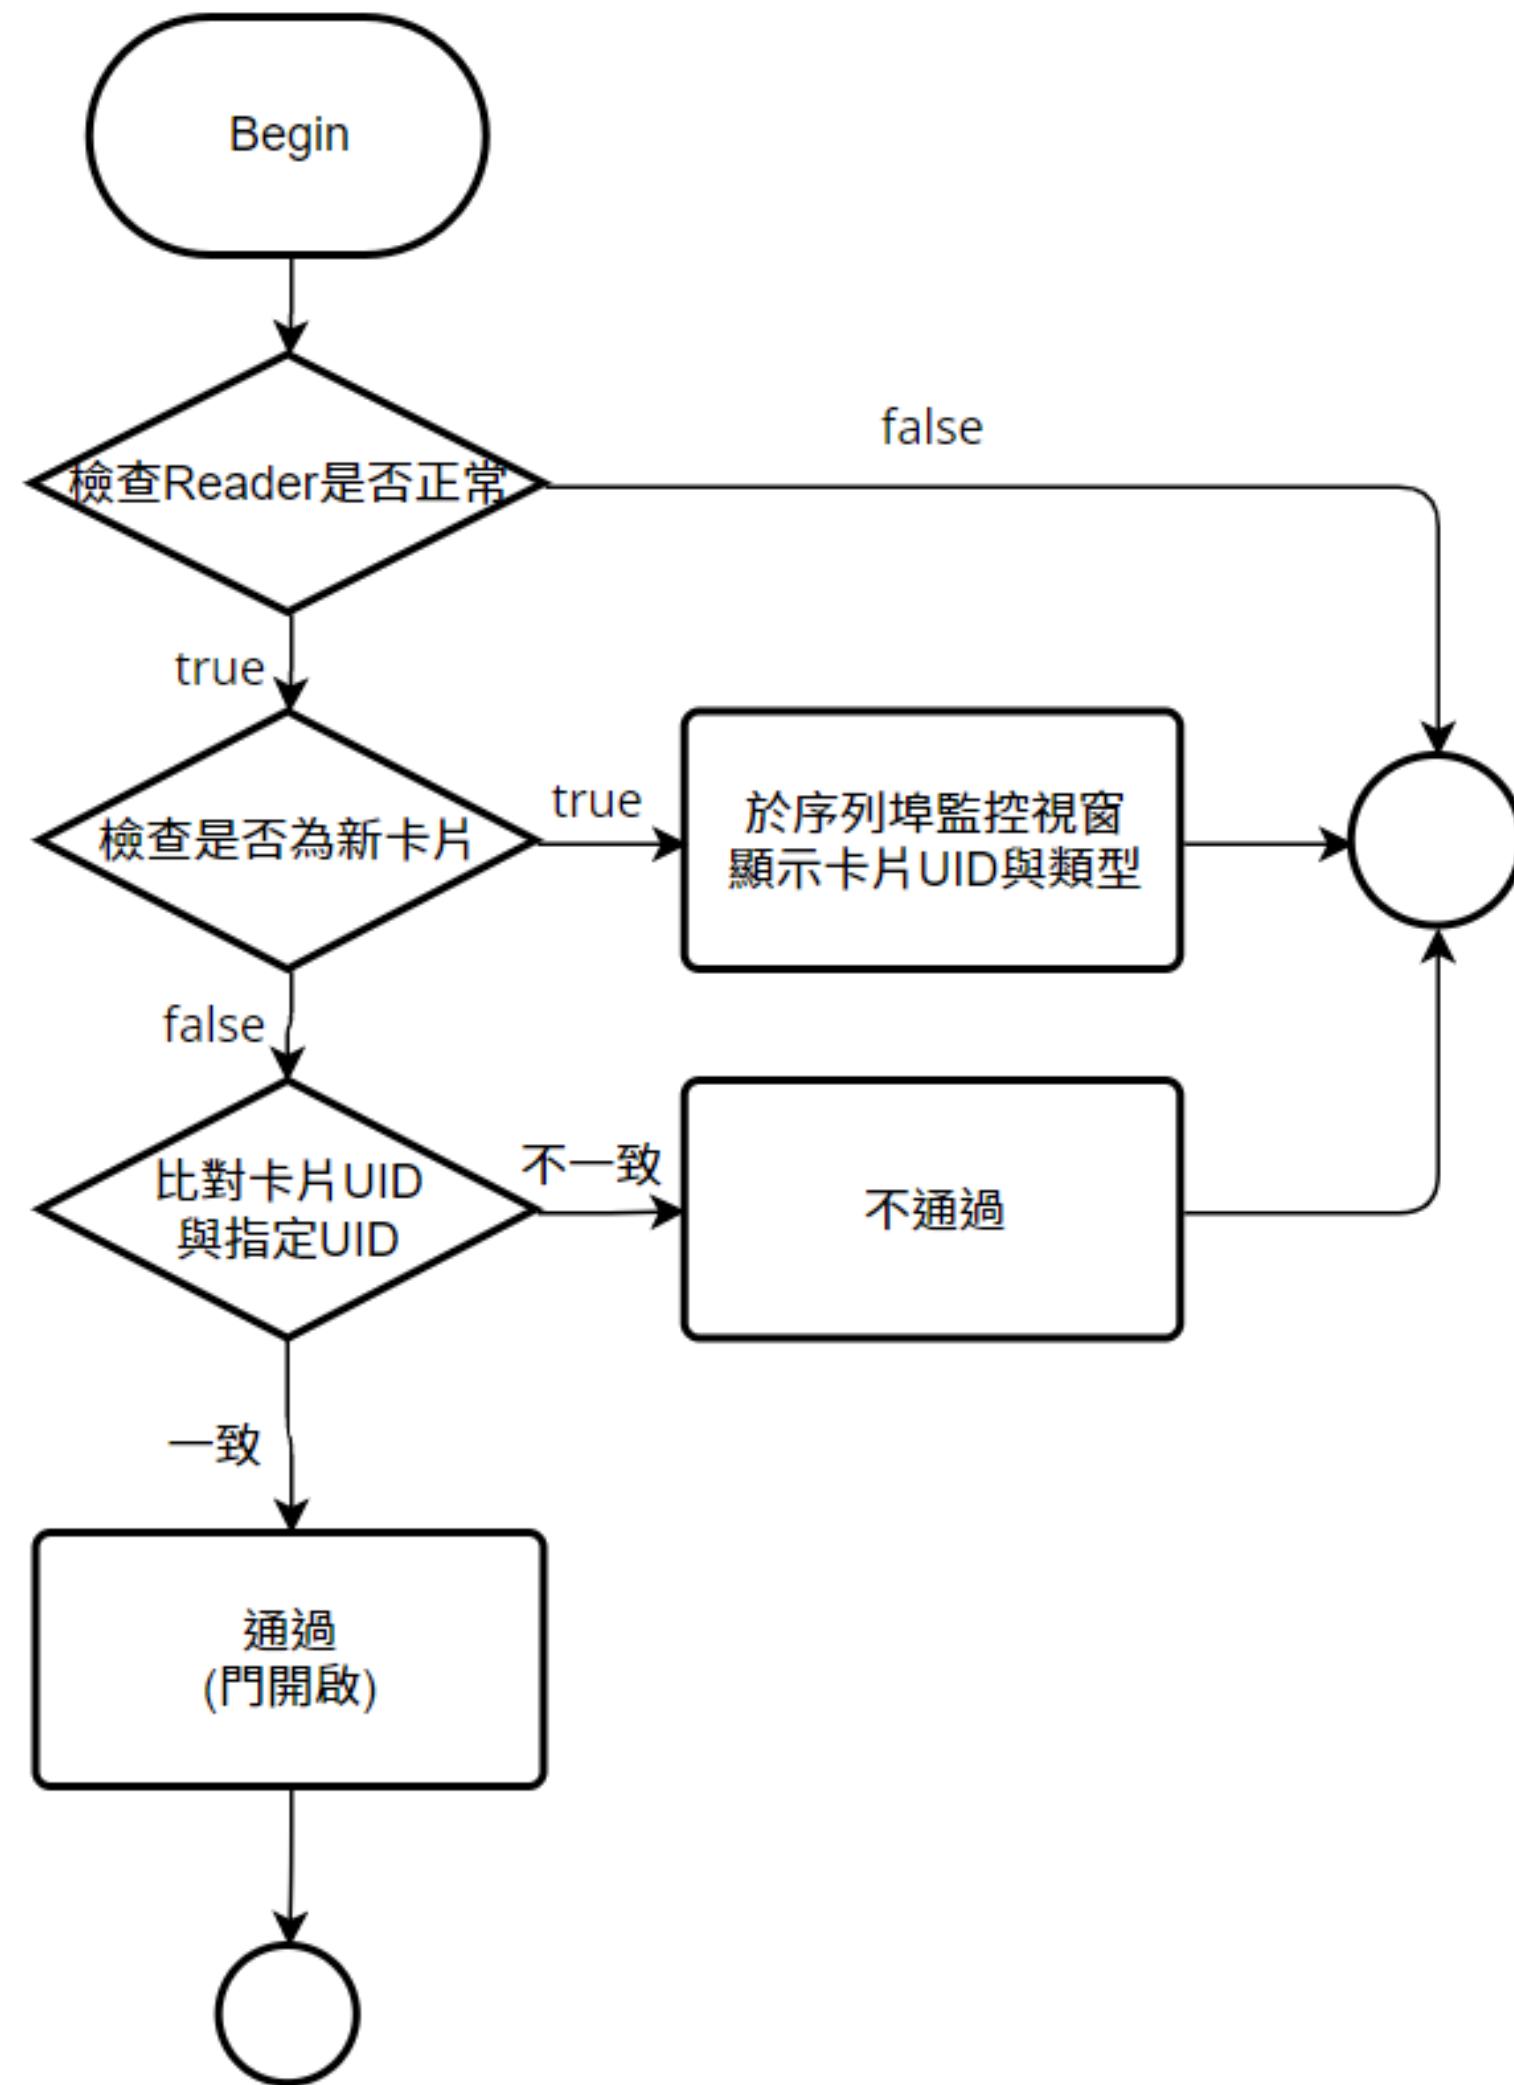 Begin
檢查Reader是否正常
false
true
檢查是否為新卡片
true
於序列埠監控視窗
顯示卡片UID與類型
false
比對卡片UID
與指定UID
不一致
不通過
一致
通過
(門開啟)